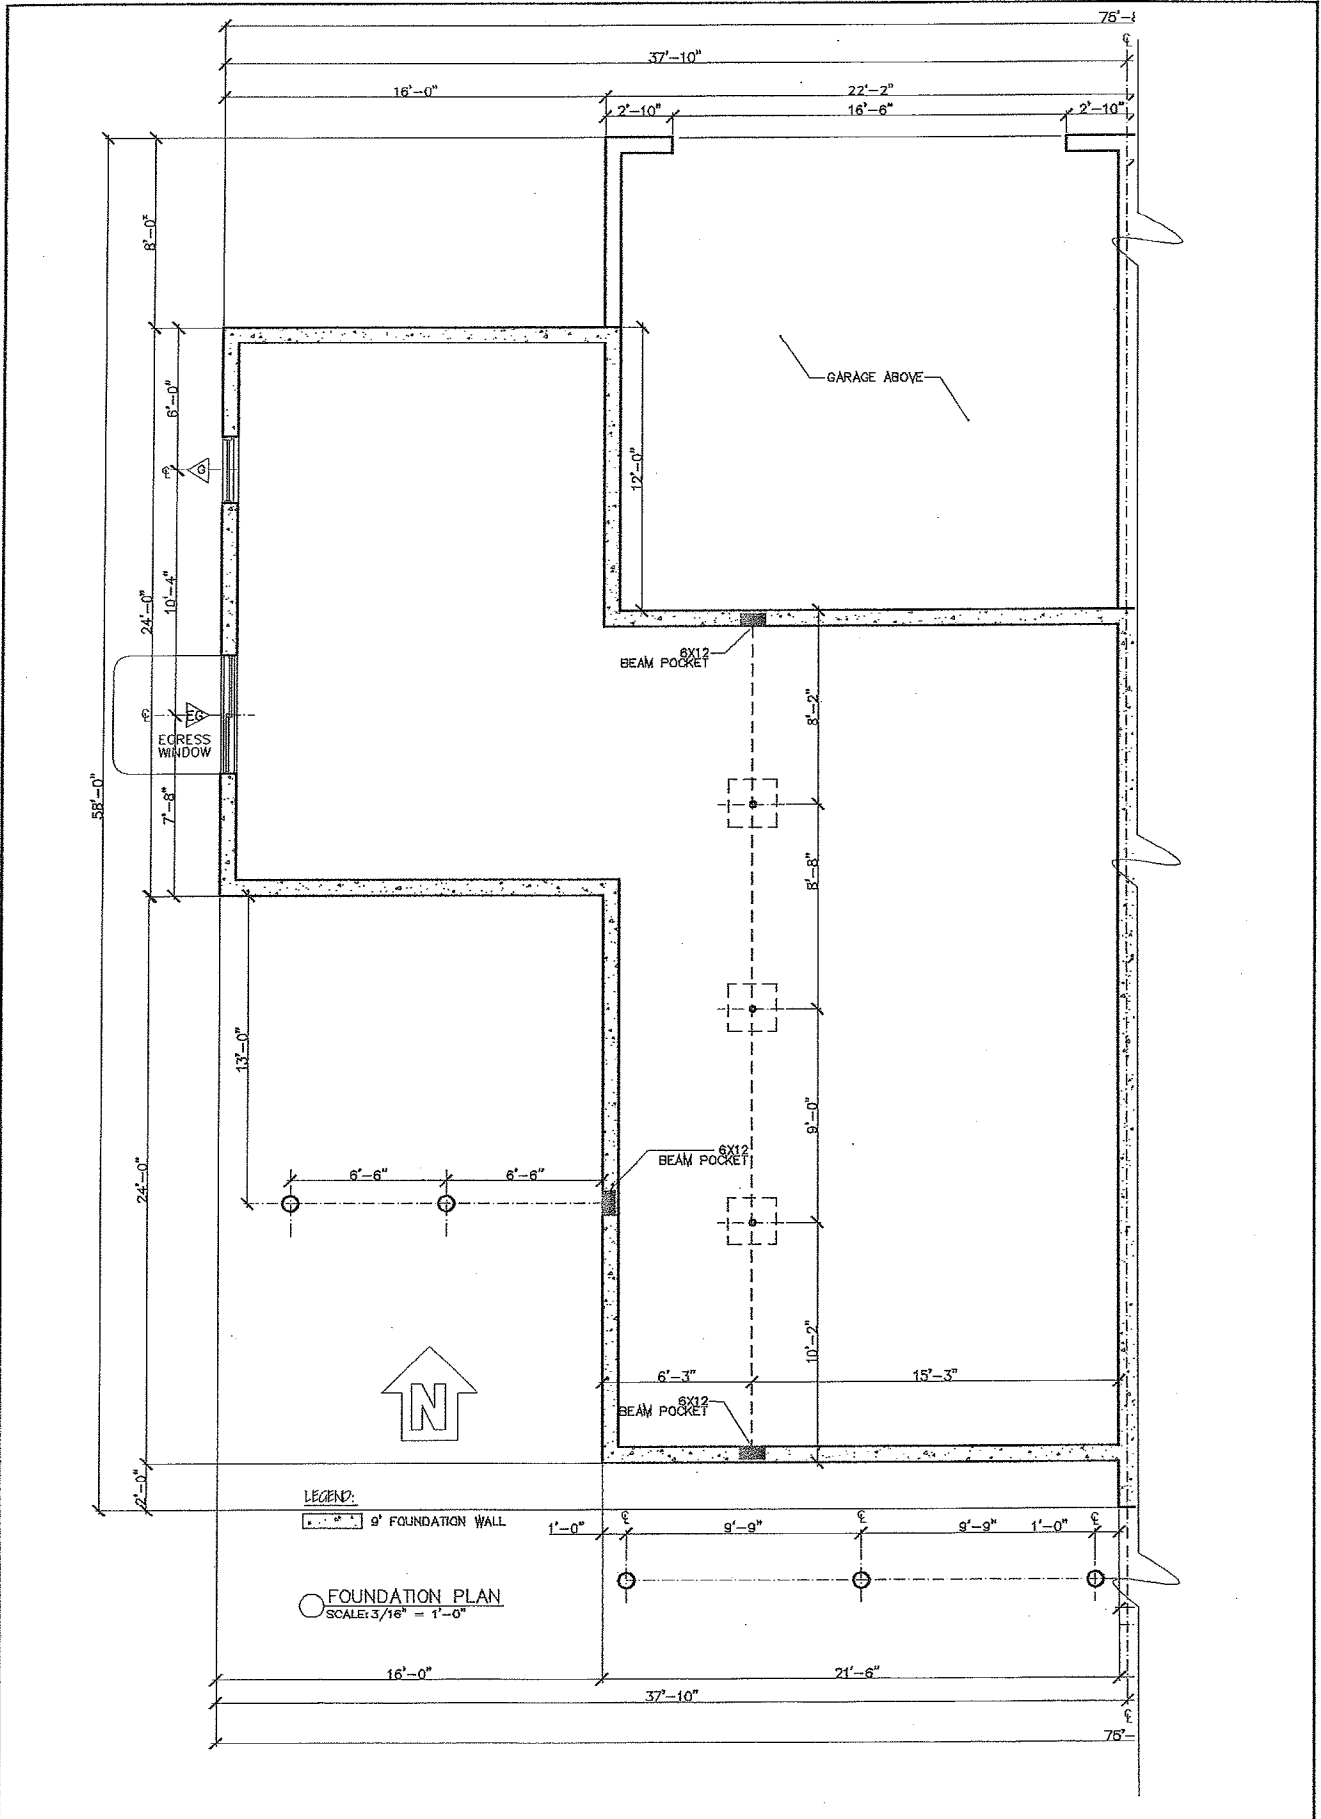 75'-
℄
37'-10"
16'-0"
22'-2"
2'-10"
16'-6"
2'-10"
8'-0"
6'-0"
GARAGE ABOVE
12'-0"
G
℄
10'-4"
24'-0"
6X12
BEAM POCKET
8'-2"
℄
EG
EGRESS
WINDOW
58'-0"
7'-8"
8'-8"
13'-0"
9'-0"
6X12
BEAM POCKET
24'-0"
6'-6"
6'-6"
10'-2"
6'-3"
15'-3"
N
6X12
BEAM POCKET
2'-0"
LEGEND:
9' FOUNDATION WALL
1'-0"
℄
9'-9"
℄
9'-9"
1'-0"
℄
FOUNDATION PLAN
SCALE: 3/16" = 1'-0"
16'-0"
21'-6"
37'-10"
℄
75'-